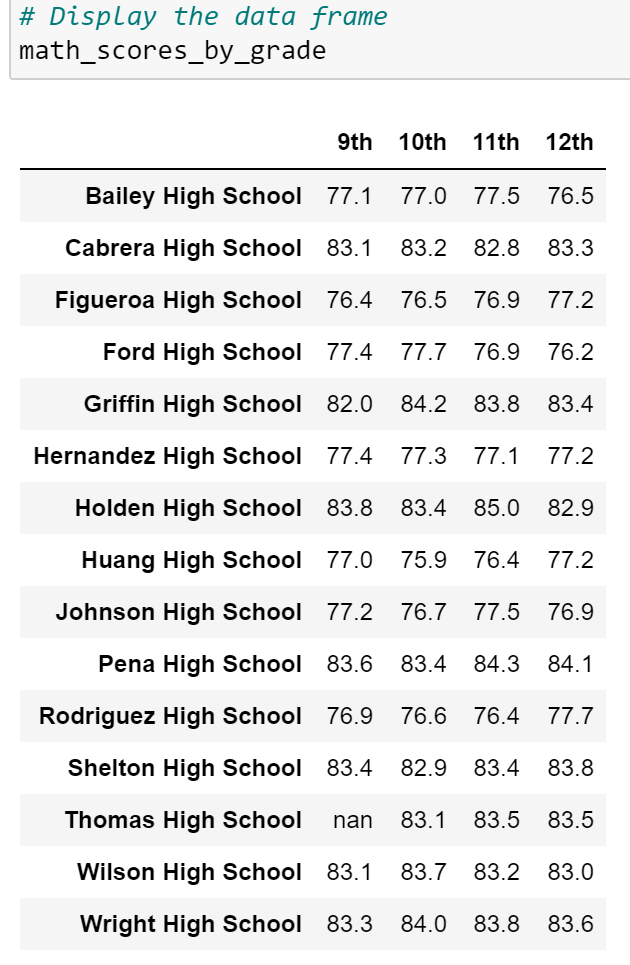 # Display the data frame
math_scores_by_grade
9th 10th 11th 12th
Bailey High School 77.1 77.0 77.5 76.5
Cabrera High School 83.1 83.2 82.8 83.3
Figueroa High School 76.4 76.5 76.9 77.2
Ford High School 77.4 77.7 76.9 76.2
Griffin High School 82.0 84.2 83.8 83.4
Hernandez High School 77.4 77.3 77.1 77.2
Holden High School 83.8 83.4 85.0 82.9
Huang High School 77.0 75.9 76.4 77.2
Johnson High School 77.2 76.7 77.5 76.9
Pena High School 83.6 83.4 84.3 84.1
Rodriguez High School 76.9 76.6 76.4 77.7
Shelton High School 83.4 82.9 83.4 83.8
Thomas High School nan 83.1 83.5 83.5
Wilson High School 83.1 83.7 83.2 83.0
Wright High School 83.3 84.0 83.8 83.6